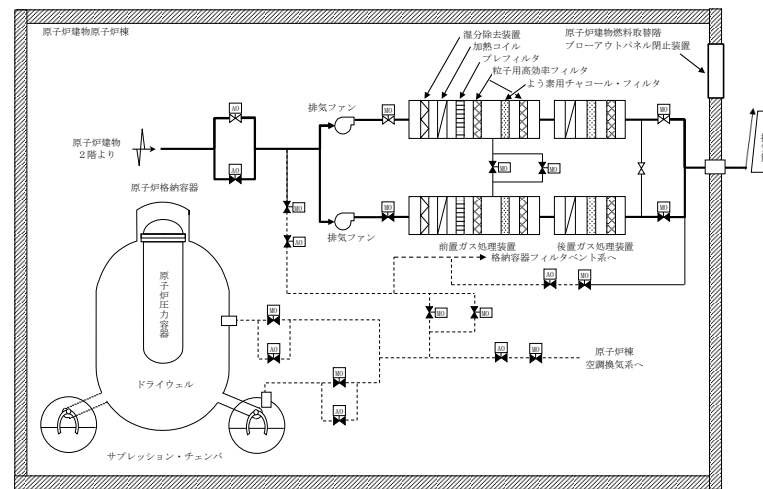 原子炉建物原子炉棟
湿分除去装置
加熱コイル
プレフィルタ
粒子用高効率フィルタ
よう素用チャコール・フィルタ
原子炉建物燃料取替階
ブローアウトパネル閉止装置
排気ファン
AO
MO
MO
原子炉建物
2階より
AO
MO
MO
原子炉格納容器
MO
MO
MO
排気ファン
AO
前置ガス処理装置
後置ガス処理装置
格納容器フィルタベント系へ
AO
MO
原子炉圧力容器
MO
MO
MO
AO
AO
MO
原子炉棟
空調換気系へ
ドライウェル
MO
AO
サプレッション・チェンバ